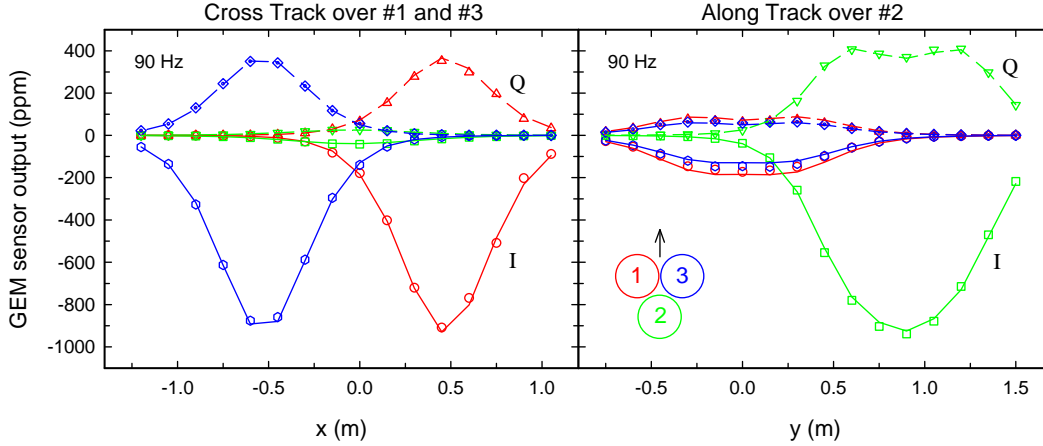 Cross Track over #1 and #3
Along Track over #2
GEM sensor output (ppm)
400
200
0
-200
-400
-600
-800
-1000
90 Hz
Q
I
90 Hz
Q
I
1
3
2
-1.0
-0.5
0.0
0.5
1.0
-0.5
0.0
0.5
1.0
1.5
x (m)
y (m)